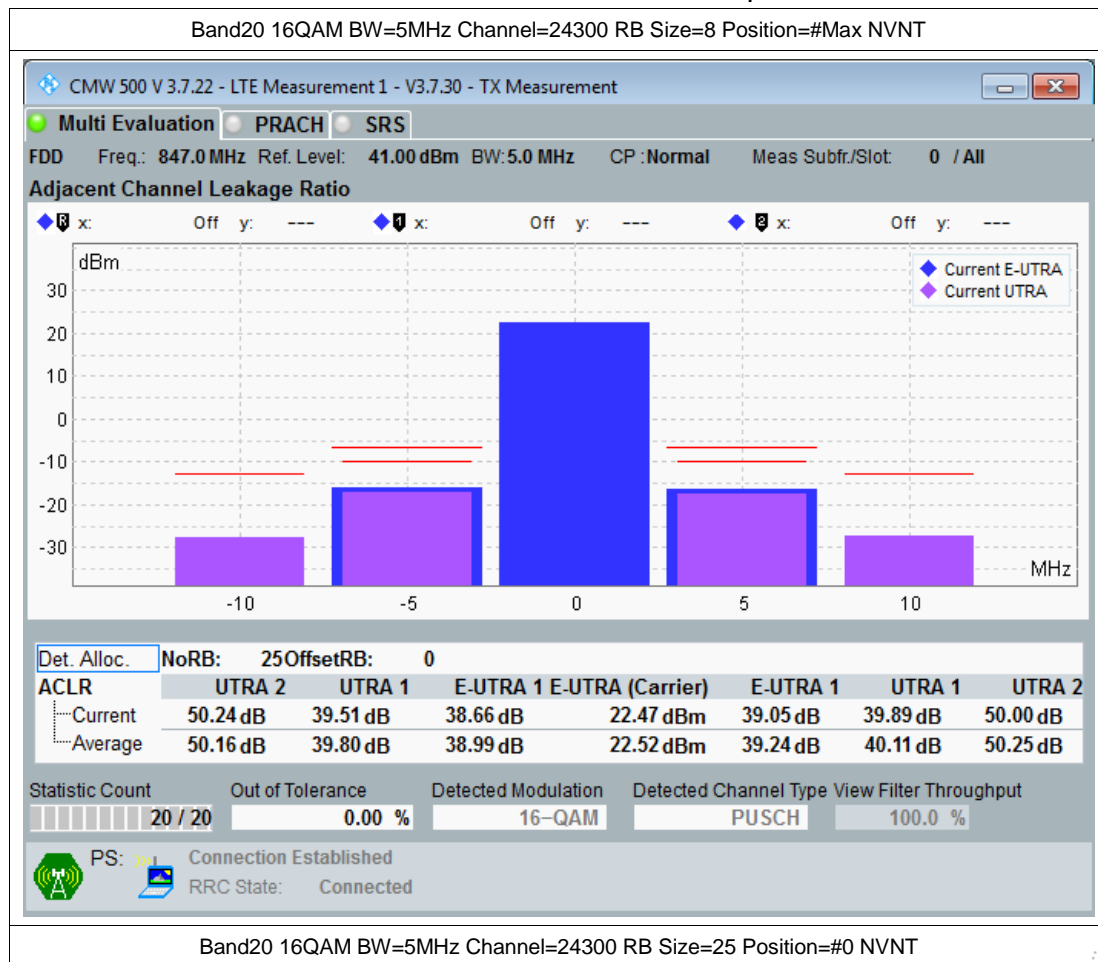 Band20 16QAM BW=5MHz Channel=24300 RB Size=8 Position=#Max NVNT
CMW 500 V 3.7.22 - LTE Measurement 1 - V3.7.30 - TX Measurement
Multi Evaluation PRACH SRS
FDD Freq.: 847.0 MHz Ref. Level: 41.00 dBm BW: 5.0 MHz CP : Normal Meas Subfr./Slot: 0 / All
Adjacent Channel Leakage Ratio
R x: Off y: --- 1 x: Off y: --- 2 x: Off y: ---
dBm
Current E-UTRA
Current UTRA
30
20
10
0
-10
-20
-30
MHz
-10 -5 0 5 10
Det. Alloc. NoRB: 25 OffsetRB: 0
ACLR UTRA 2 UTRA 1 E-UTRA 1 E-UTRA (Carrier) E-UTRA 1 UTRA 1 UTRA 2
Current 50.24 dB 39.51 dB 38.66 dB 22.47 dBm 39.05 dB 39.89 dB 50.00 dB
Average 50.16 dB 39.80 dB 38.99 dB 22.52 dBm 39.24 dB 40.11 dB 50.25 dB
Statistic Count Out of Tolerance Detected Modulation Detected Channel Type View Filter Throughput
20 / 20 0.00 % 16-QAM PUSCH 100.0 %
PS: Connection Established
RRC State: Connected
Band20 16QAM BW=5MHz Channel=24300 RB Size=25 Position=#0 NVNT